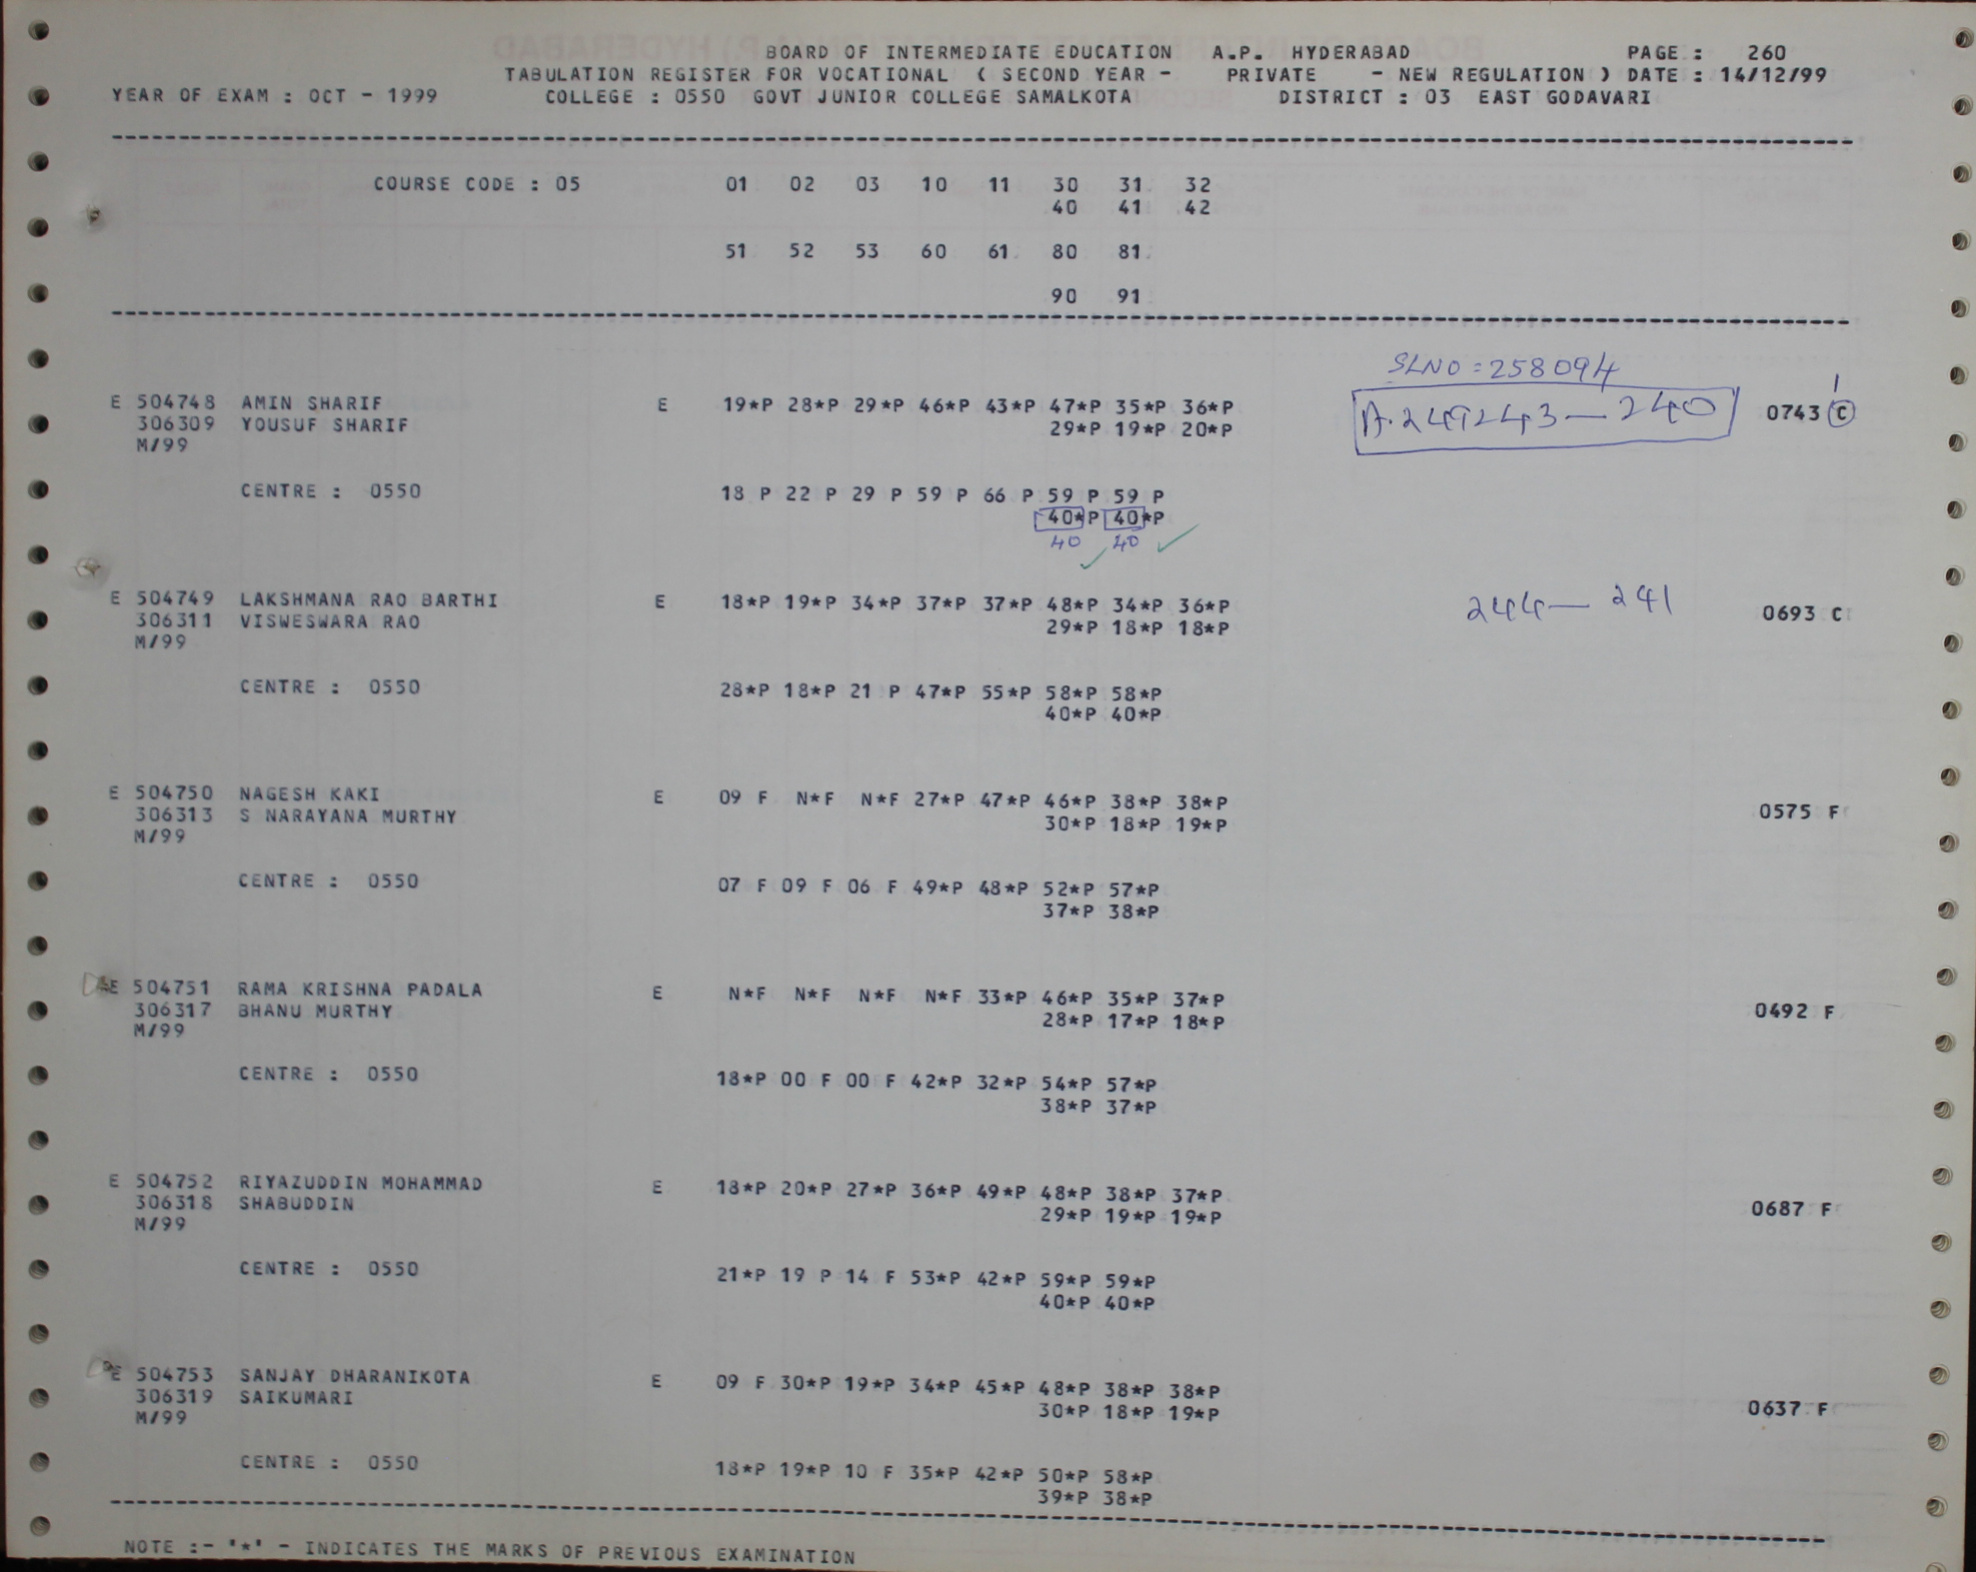 BOARD OF INTERMEDIATE EDUCATION A.P. HYDERABAD PAGE : 260
TABULATION REGISTER FOR VOCATIONAL ( SECOND YEAR - PRIVATE - NEW REGULATION ) DATE : 14/12/99
YEAR OF EXAM : OCT - 1999 COLLEGE : 0550 GOVT JUNIOR COLLEGE SAMALKOTA DISTRICT : 03 EAST GODAVARI
COURSE CODE : 05 01 02 03 10 11 30 31 32
40 41 42
51 52 53 60 61 80 81
90 91
SLNO = 258094
E 504748 AMIN SHARIF E 19*P 28*P 29*P 46*P 43*P 47*P 35*P 36*P A. 249243 — 240 0743 C
306309 YOUSUF SHARIF 29*P 19*P 20*P
M/99
CENTRE : 0550 18 P 22 P 29 P 59 P 66 P 59 P 59 P
40*P 40*P
40 40
E 504749 LAKSHMANA RAO BARTHI E 18*P 19*P 34*P 37*P 37*P 48*P 34*P 36*P 244 — 241 0693 C
306311 VISWESWARA RAO 29*P 18*P 18*P
M/99
CENTRE : 0550 28*P 18*P 21 P 47*P 55*P 58*P 58*P
40*P 40*P
E 504750 NAGESH KAKI E 09 F N*F N*F 27*P 47*P 46*P 38*P 38*P 0575 F
306313 S NARAYANA MURTHY 30*P 18*P 19*P
M/99
CENTRE : 0550 07 F 09 F 06 F 49*P 48*P 52*P 57*P
37*P 38*P
E 504751 RAMA KRISHNA PADALA E N*F N*F N*F N*F 33*P 46*P 35*P 37*P 0492 F
306317 BHANU MURTHY 28*P 17*P 18*P
M/99
CENTRE : 0550 18*P 00 F 00 F 42*P 32*P 54*P 57*P
38*P 37*P
E 504752 RIYAZUDDIN MOHAMMAD E 18*P 20*P 27*P 36*P 49*P 48*P 38*P 37*P 0687 F
306318 SHABUDDIN 29*P 19*P 19*P
M/99
CENTRE : 0550 21*P 19 P 14 F 53*P 42*P 59*P 59*P
40*P 40*P
E 504753 SANJAY DHARANIKOTA E 09 F 30*P 19*P 34*P 45*P 48*P 38*P 38*P 0637 F
306319 SAIKUMARI 30*P 18*P 19*P
M/99
CENTRE : 0550 18*P 19*P 10 F 35*P 42*P 50*P 58*P
39*P 38*P
NOTE :- '*' - INDICATES THE MARKS OF PREVIOUS EXAMINATION